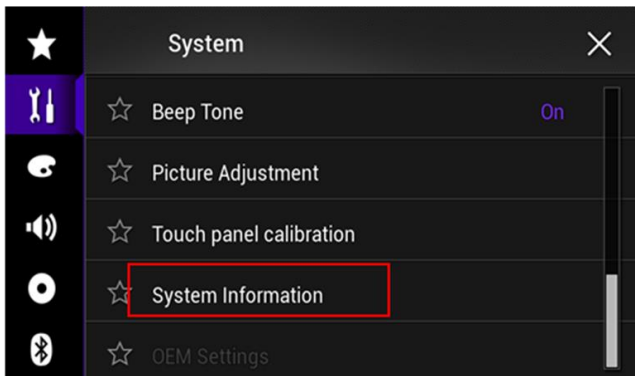 System
Beep Tone On
Picture Adjustment
Touch panel calibration
System Information
OEM Settings